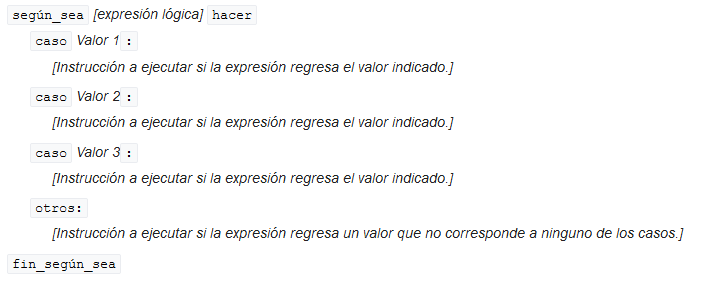 según_sea [expresión lógica] hacer
caso Valor 1 :
[Instrucción a ejecutar si la expresión regresa el valor indicado.]
caso Valor 2 :
[Instrucción a ejecutar si la expresión regresa el valor indicado.]
caso Valor 3 :
[Instrucción a ejecutar si la expresión regresa el valor indicado.]
otros:
[Instrucción a ejecutar si la expresión regresa un valor que no corresponde a ninguno de los casos.]
fin_según_sea